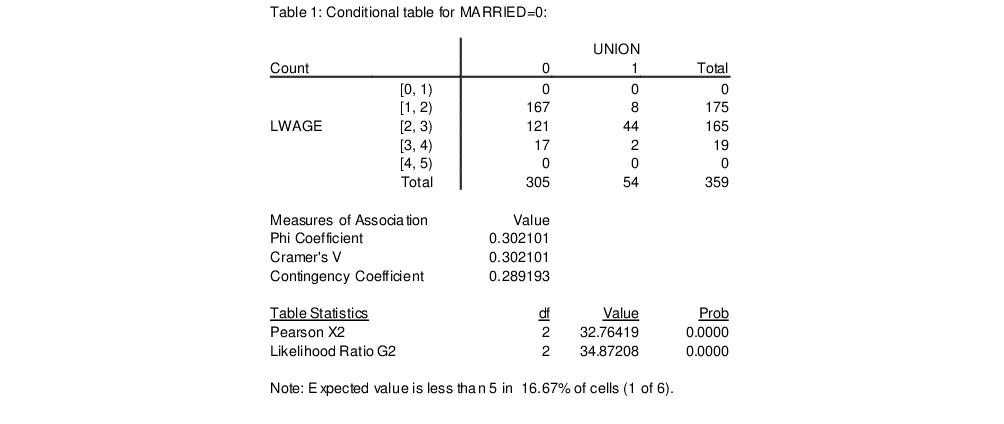 Table 1: Conditional table for MARRIED=0:
UNION
Count 0 1 Total
[0, 1) 0 0 0
[1, 2) 167 8 175
LWAGE [2, 3) 121 44 165
[3, 4) 17 2 19
[4, 5) 0 0 0
Total 305 54 359
Measures of Association Value
Phi Coefficient 0.302101
Cramer's V 0.302101
Contingency Coefficient 0.289193
Table Statistics df Value Prob
Pearson X2 2 32.76419 0.0000
Likelihood Ratio G2 2 34.87208 0.0000
Note: Expected value is less than 5 in 16.67% of cells (1 of 6).